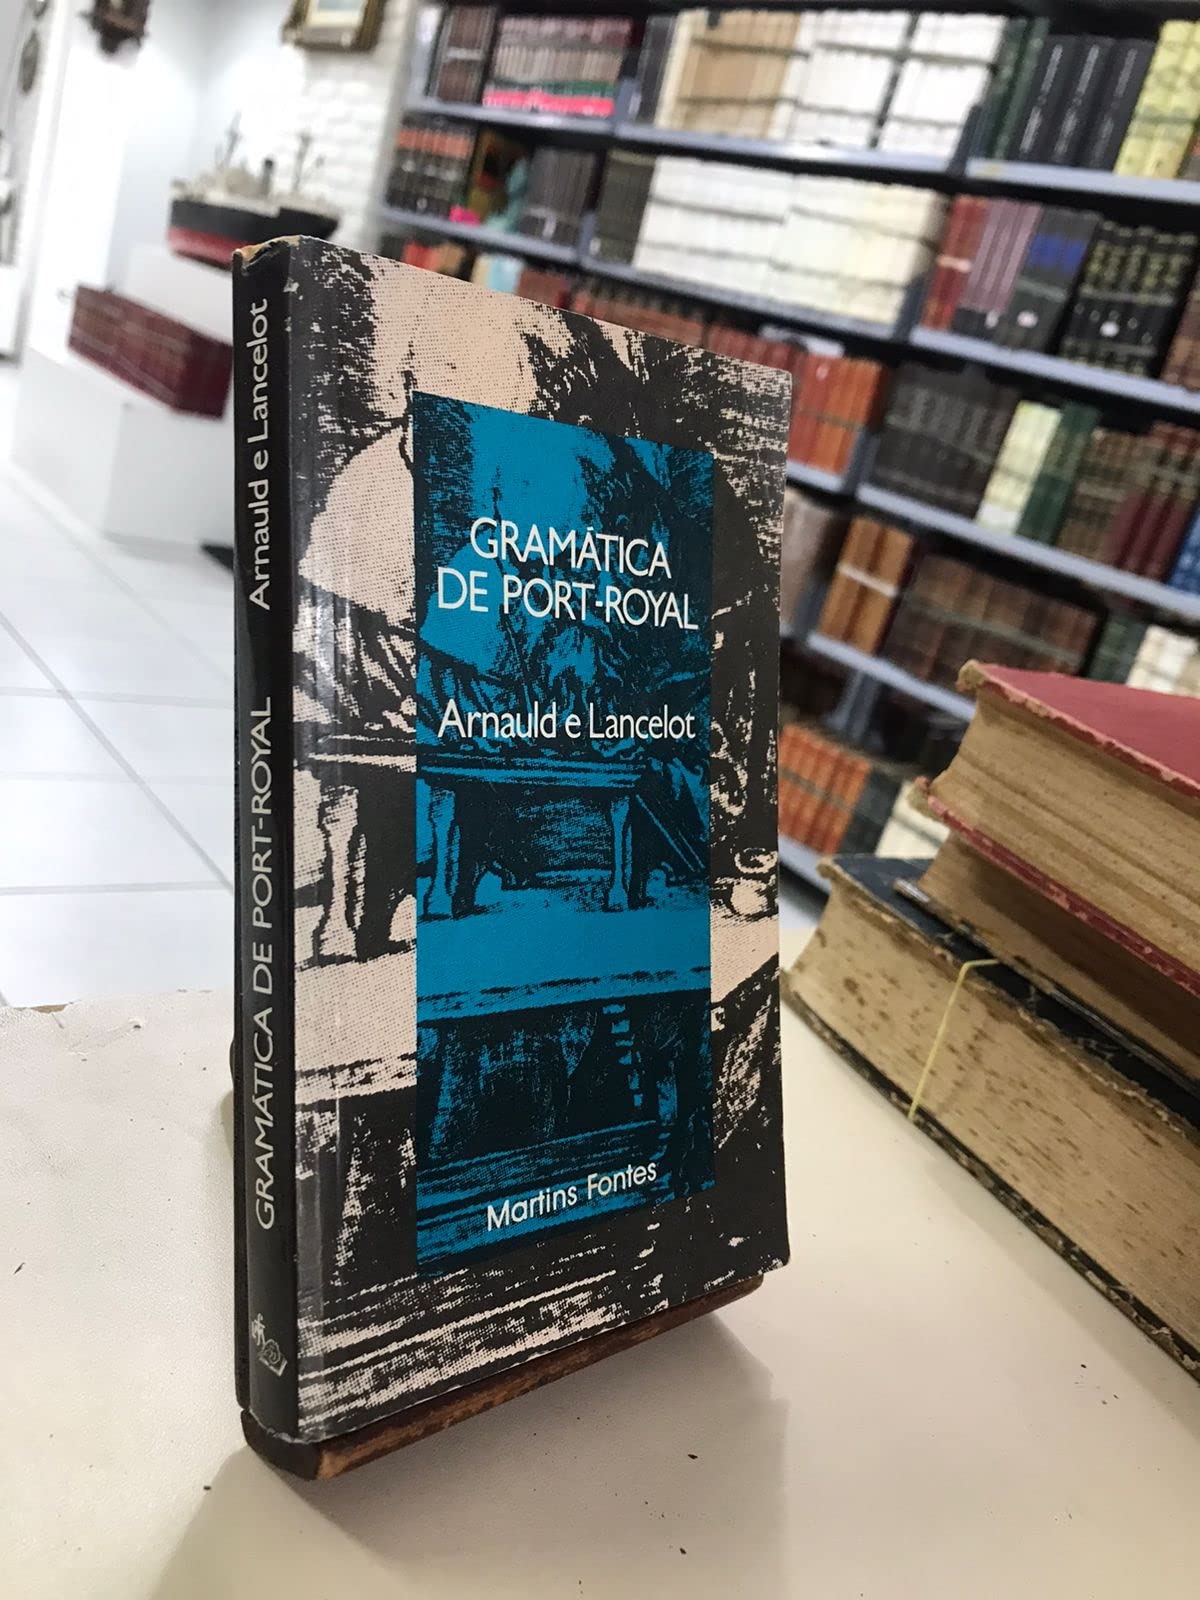 GRAMÁTICA
DE PORT-ROYAL
Arnauld e Lancelot
Martins Fontes
GRAMÁTICA DE PORT-ROYAL Arnauld e Lancelot